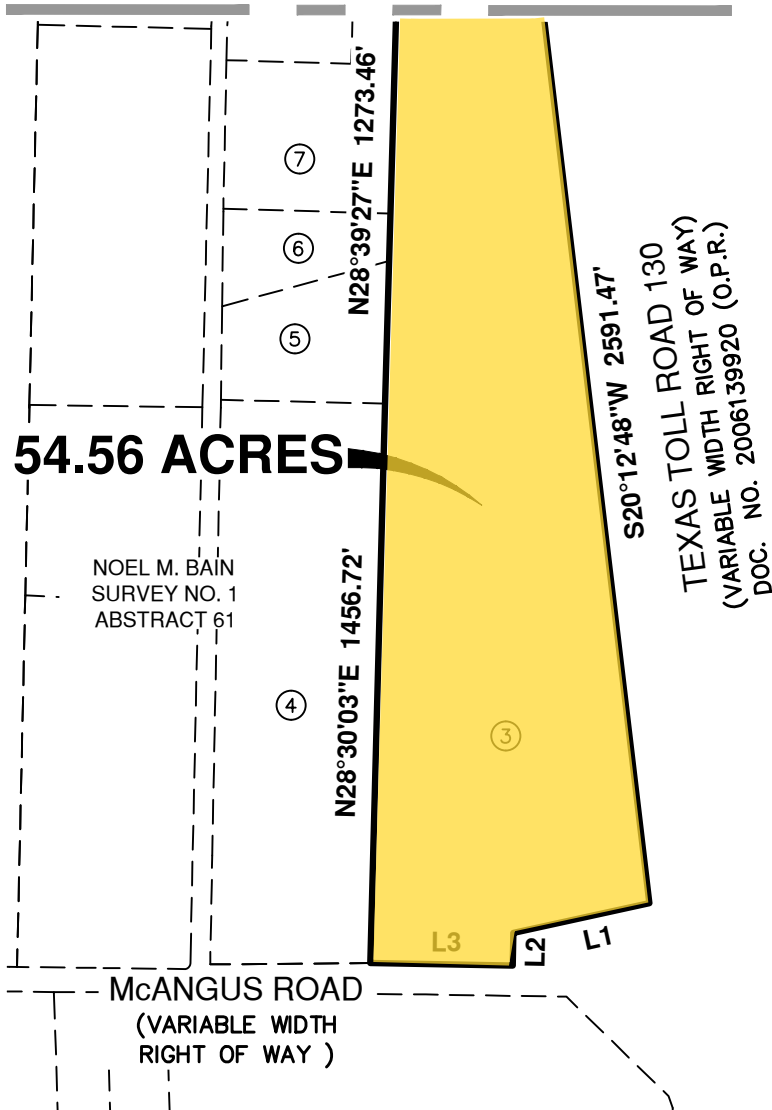 ⑦
N28°39'27"E 1273.46'
⑥
⑤
S20°12'48"W 2591.47'
TEXAS TOLL ROAD 130
(VARIABLE WIDTH RIGHT OF WAY)
DOC. NO. 2006139920 (O.P.R.)
54.56 ACRES
NOEL M. BAIN
SURVEY NO. 1
ABSTRACT 61
N28°30'03"E 1456.72'
④
③
L3
L2
L1
McANGUS ROAD
(VARIABLE WIDTH
RIGHT OF WAY )